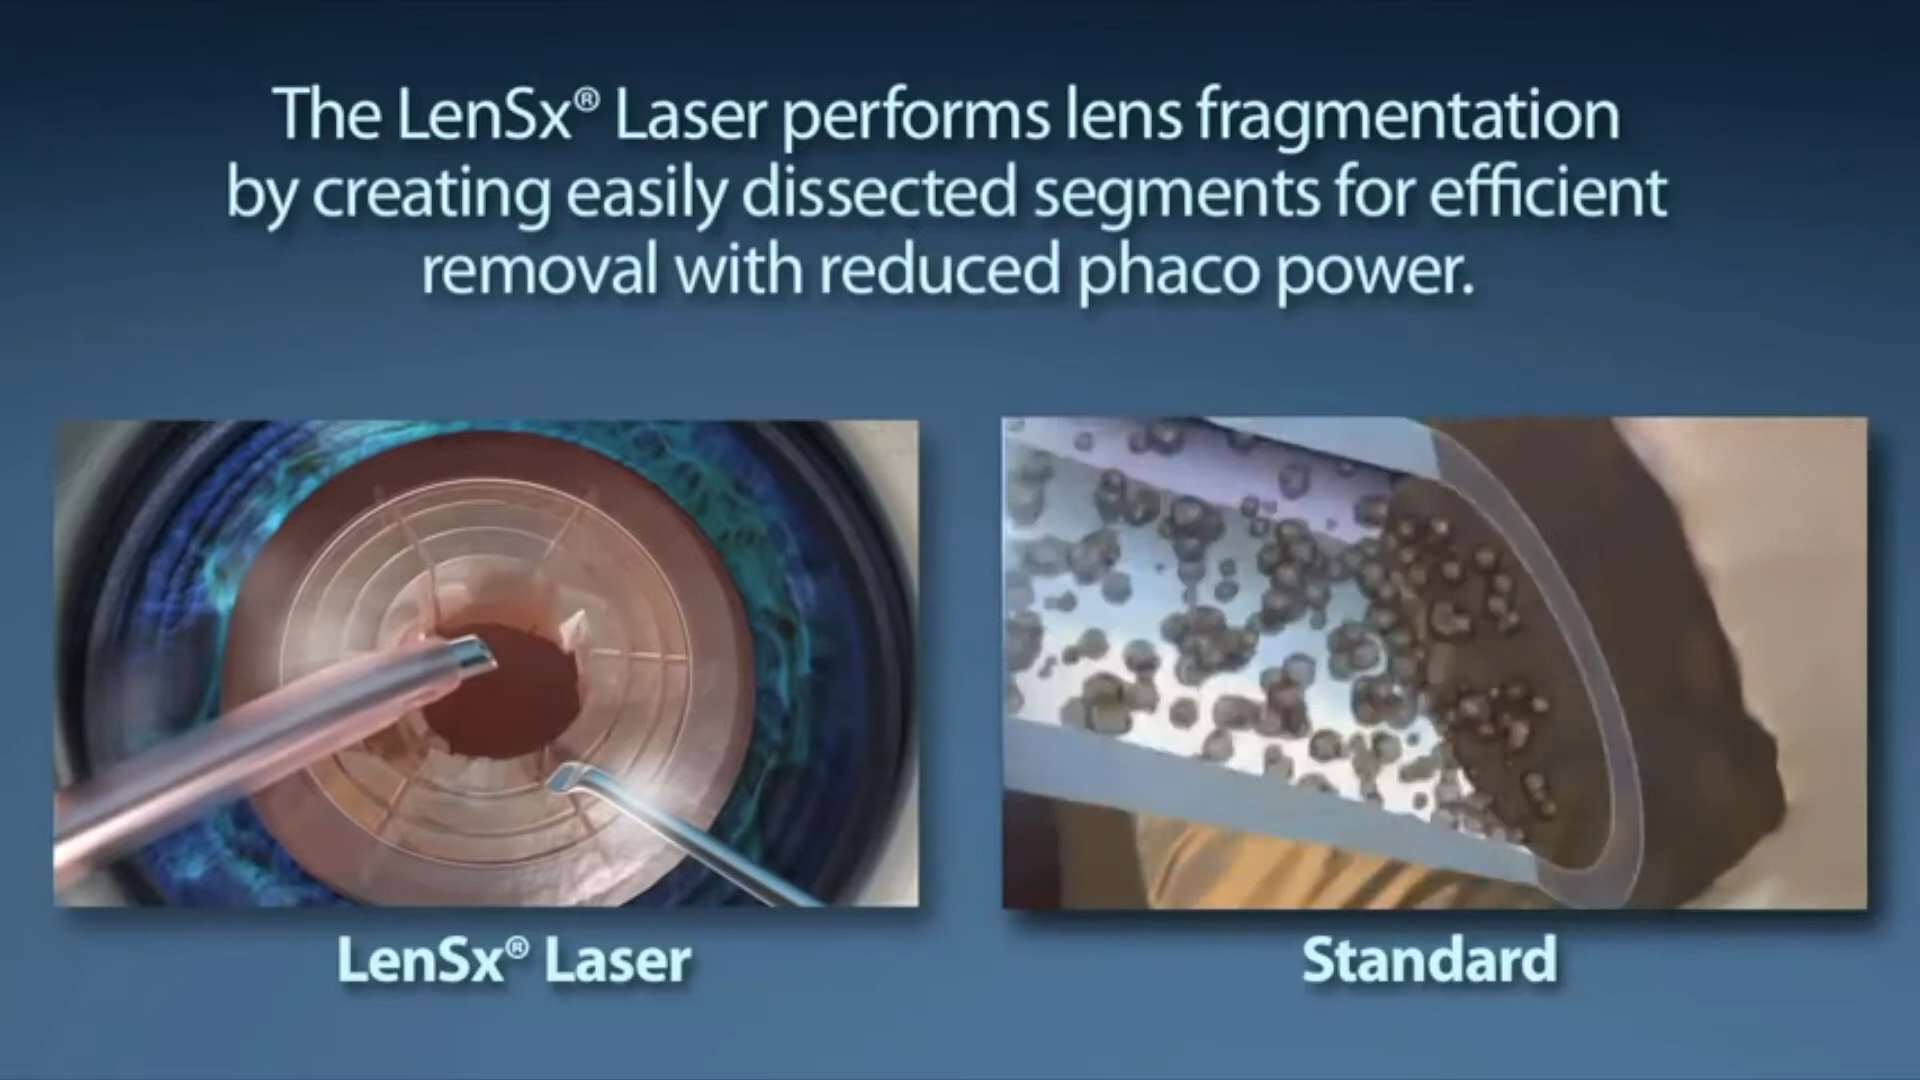 The LenSx® Laser performs lens fragmentation
by creating easily dissected segments for efficient
removal with reduced phaco power.
LenSx® Laser
Standard